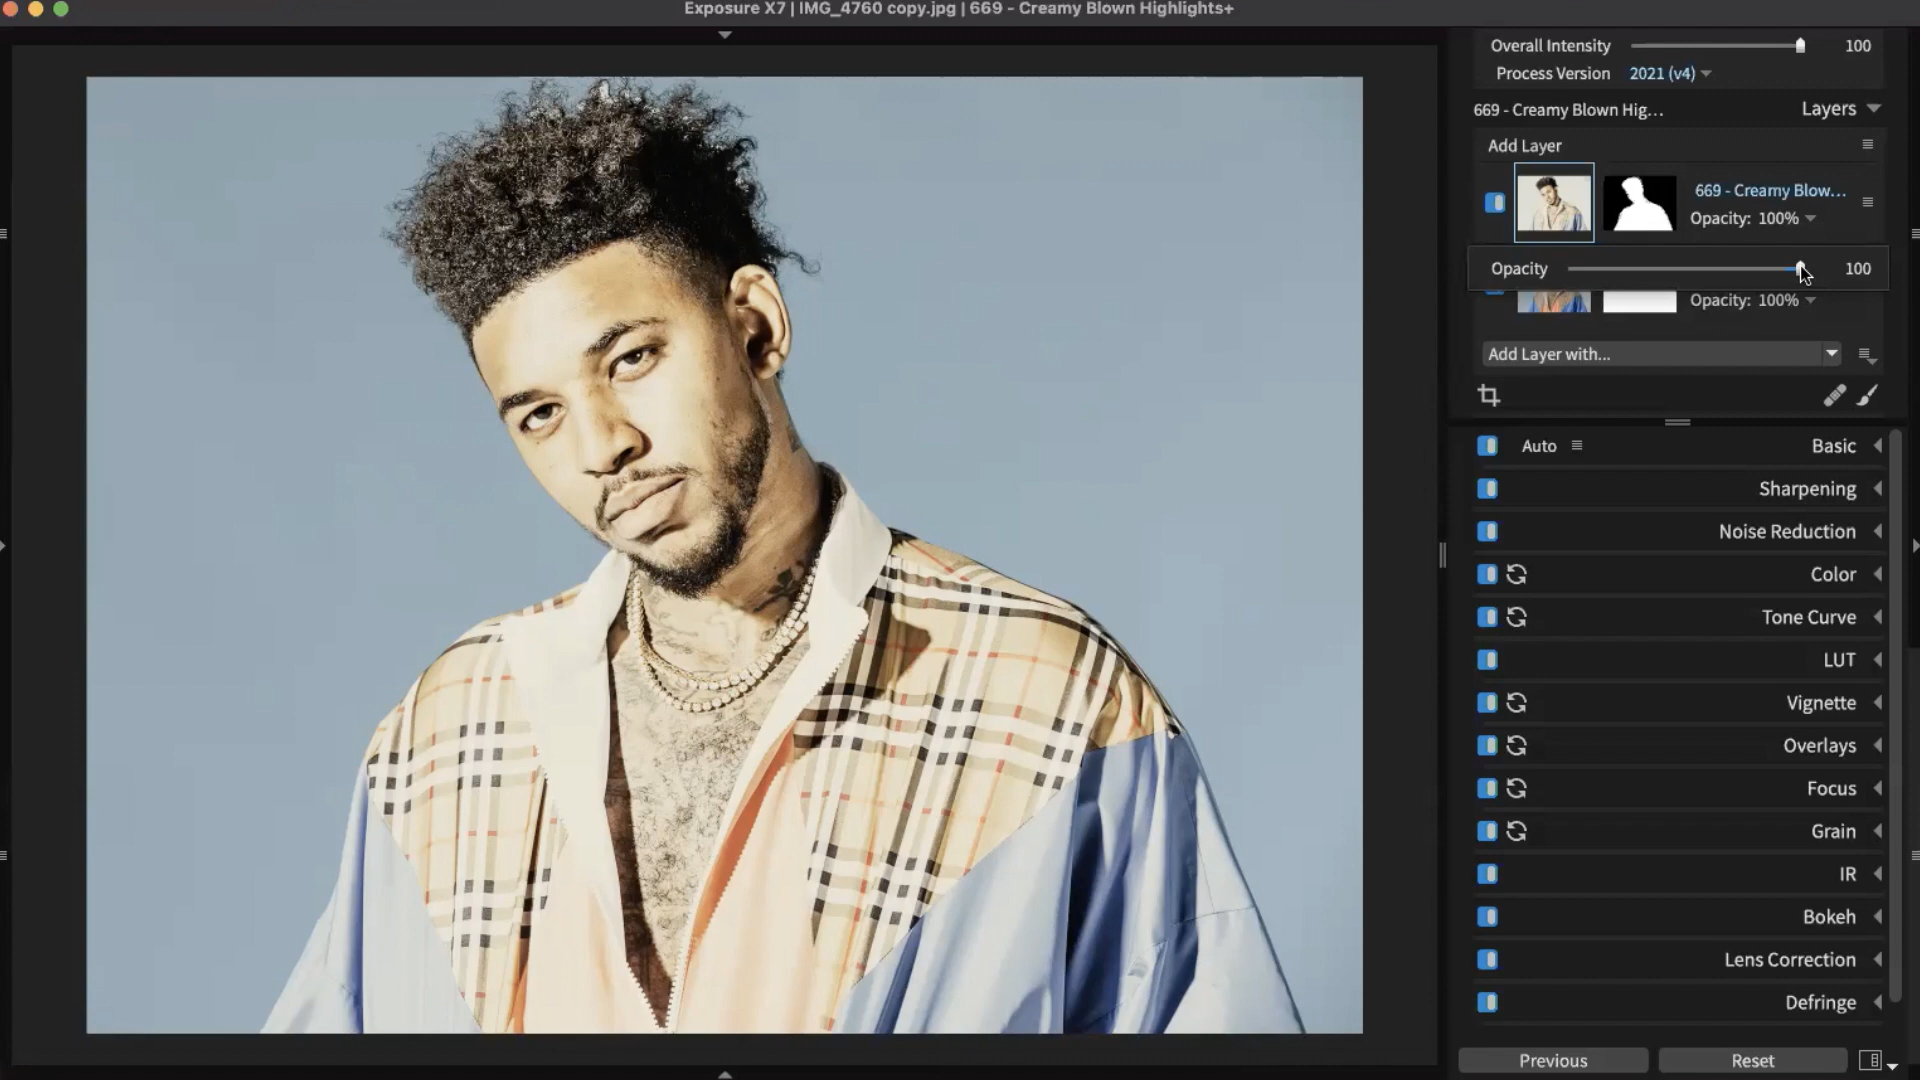 Exposure X7 | IMG_4760 copy.jpg | 669 - Creamy Blown Highlights+
Overall Intensity 100
Process Version 2021 (v4)
669 - Creamy Blown Hig... Layers
Add Layer
669 - Creamy Blow...
Opacity: 100%
Opacity 100
Opacity: 100%
Add Layer with...
Auto Basic
Sharpening
Noise Reduction
Color
Tone Curve
LUT
Vignette
Overlays
Focus
Grain
IR
Bokeh
Lens Correction
Defringe
Previous Reset